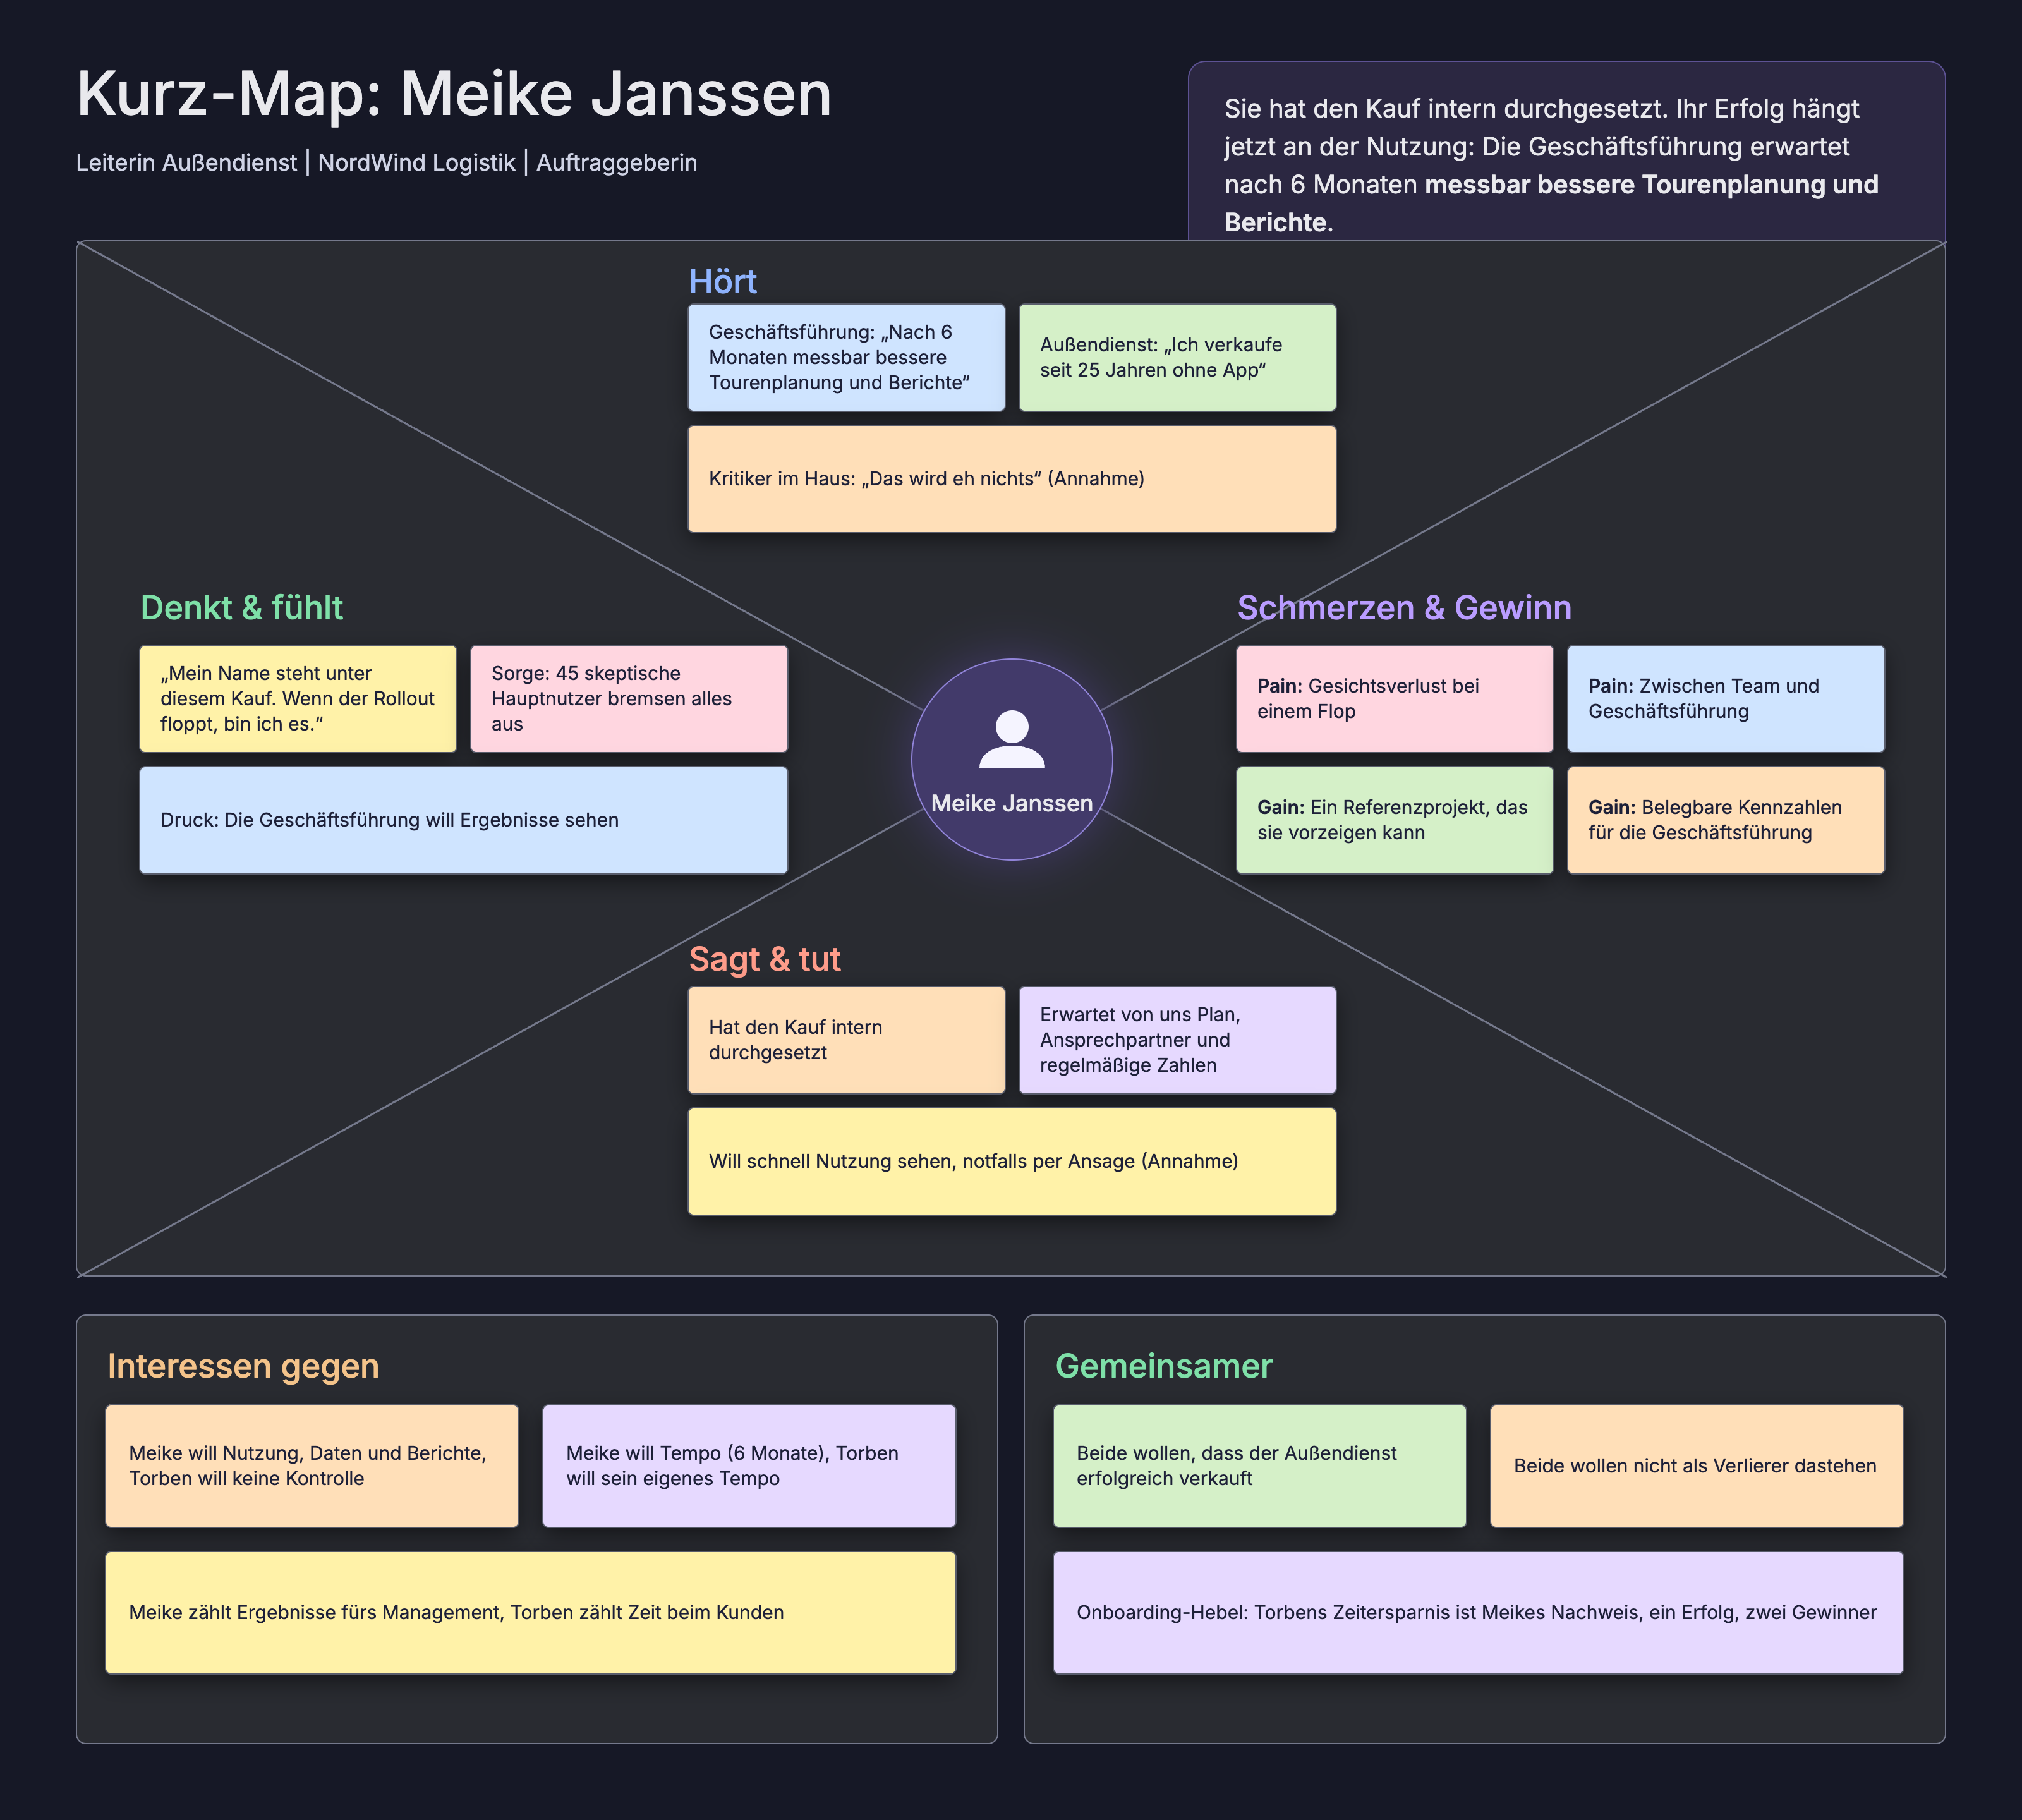 Kurz-Map: Meike Janssen
Leiterin Außendienst | NordWind Logistik | Auftraggeberin
Sie hat den Kauf intern durchgesetzt. Ihr Erfolg hängt
jetzt an der Nutzung: Die Geschäftsführung erwartet
nach 6 Monaten messbar bessere Tourenplanung und
Berichte.
Hört
Geschäftsführung: „Nach 6
Monaten messbar bessere
Tourenplanung und Berichte“
Außendienst: „Ich verkaufe
seit 25 Jahren ohne App“
Kritiker im Haus: „Das wird eh nichts“ (Annahme)
Denkt & fühlt
„Mein Name steht unter
diesem Kauf. Wenn der Rollout
floppt, bin ich es.“
Sorge: 45 skeptische
Hauptnutzer bremsen alles
aus
Druck: Die Geschäftsführung will Ergebnisse sehen
Meike Janssen
Schmerzen & Gewinn
Pain: Gesichtsverlust bei
einem Flop
Pain: Zwischen Team und
Geschäftsführung
Gain: Ein Referenzprojekt, das
sie vorzeigen kann
Gain: Belegbare Kennzahlen
für die Geschäftsführung
Sagt & tut
Hat den Kauf intern
durchgesetzt
Erwartet von uns Plan,
Ansprechpartner und
regelmäßige Zahlen
Will schnell Nutzung sehen, notfalls per Ansage (Annahme)
Interessen gegen
Meike will Nutzung, Daten und Berichte,
Torben will keine Kontrolle
Meike will Tempo (6 Monate), Torben
will sein eigenes Tempo
Meike zählt Ergebnisse fürs Management, Torben zählt Zeit beim Kunden
Gemeinsamer
Beide wollen, dass der Außendienst
erfolgreich verkauft
Beide wollen nicht als Verlierer dastehen
Onboarding-Hebel: Torbens Zeitersparnis ist Meikes Nachweis, ein Erfolg, zwei Gewinner